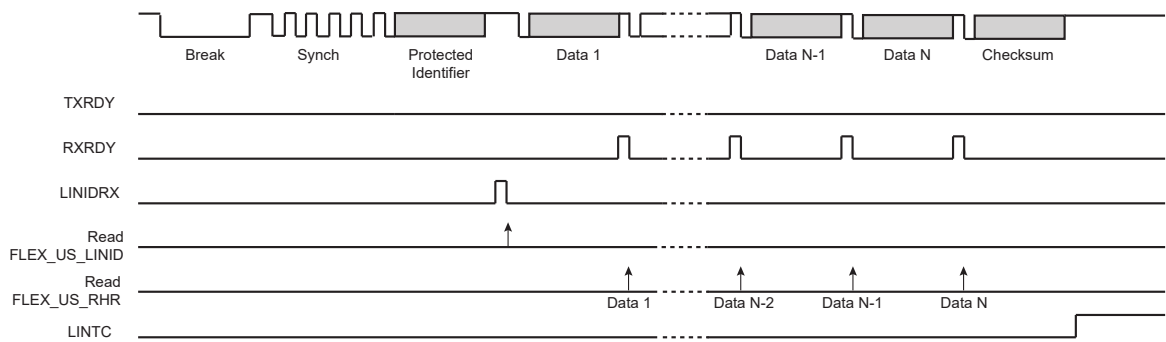 Break
Synch
Protected
Identifier
Data 1
Data N-1
Data N
Checksum
TXRDY
RXRDY
LINIDRX
Read
FLEX_US_LINID
Read
FLEX_US_RHR
Data 1
Data N-2
Data N-1
Data N
LINTC